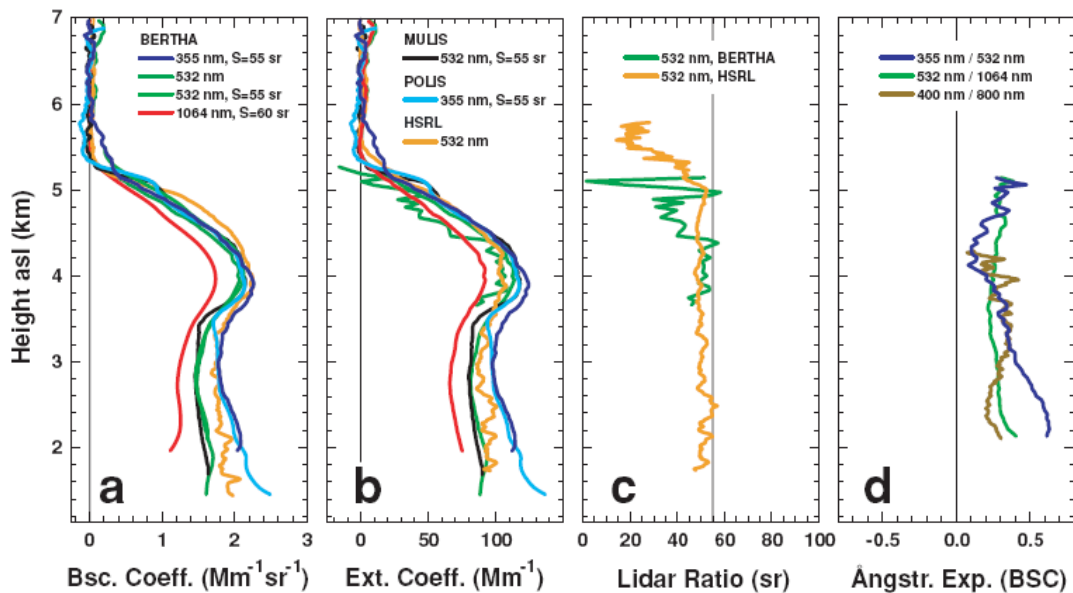 7
6
5
4
3
2
Height asl (km)
BERTHA
355 nm, S=55 sr
532 nm
532 nm, S=55 sr
1064 nm, S=60 sr
a
0 1 2 3
Bsc. Coeff. (Mm⁻¹sr⁻¹)
MULIS
532 nm, S=55 sr
POLIS
355 nm, S=55 sr
HSRL
532 nm
b
0 50 100
Ext. Coeff. (Mm⁻¹)
532 nm, BERTHA
532 nm, HSRL
c
0 20 40 60 80 100
Lidar Ratio (sr)
355 nm / 532 nm
532 nm / 1064 nm
400 nm / 800 nm
d
-0.5 0.0 0.5
Ångstr. Exp. (BSC)